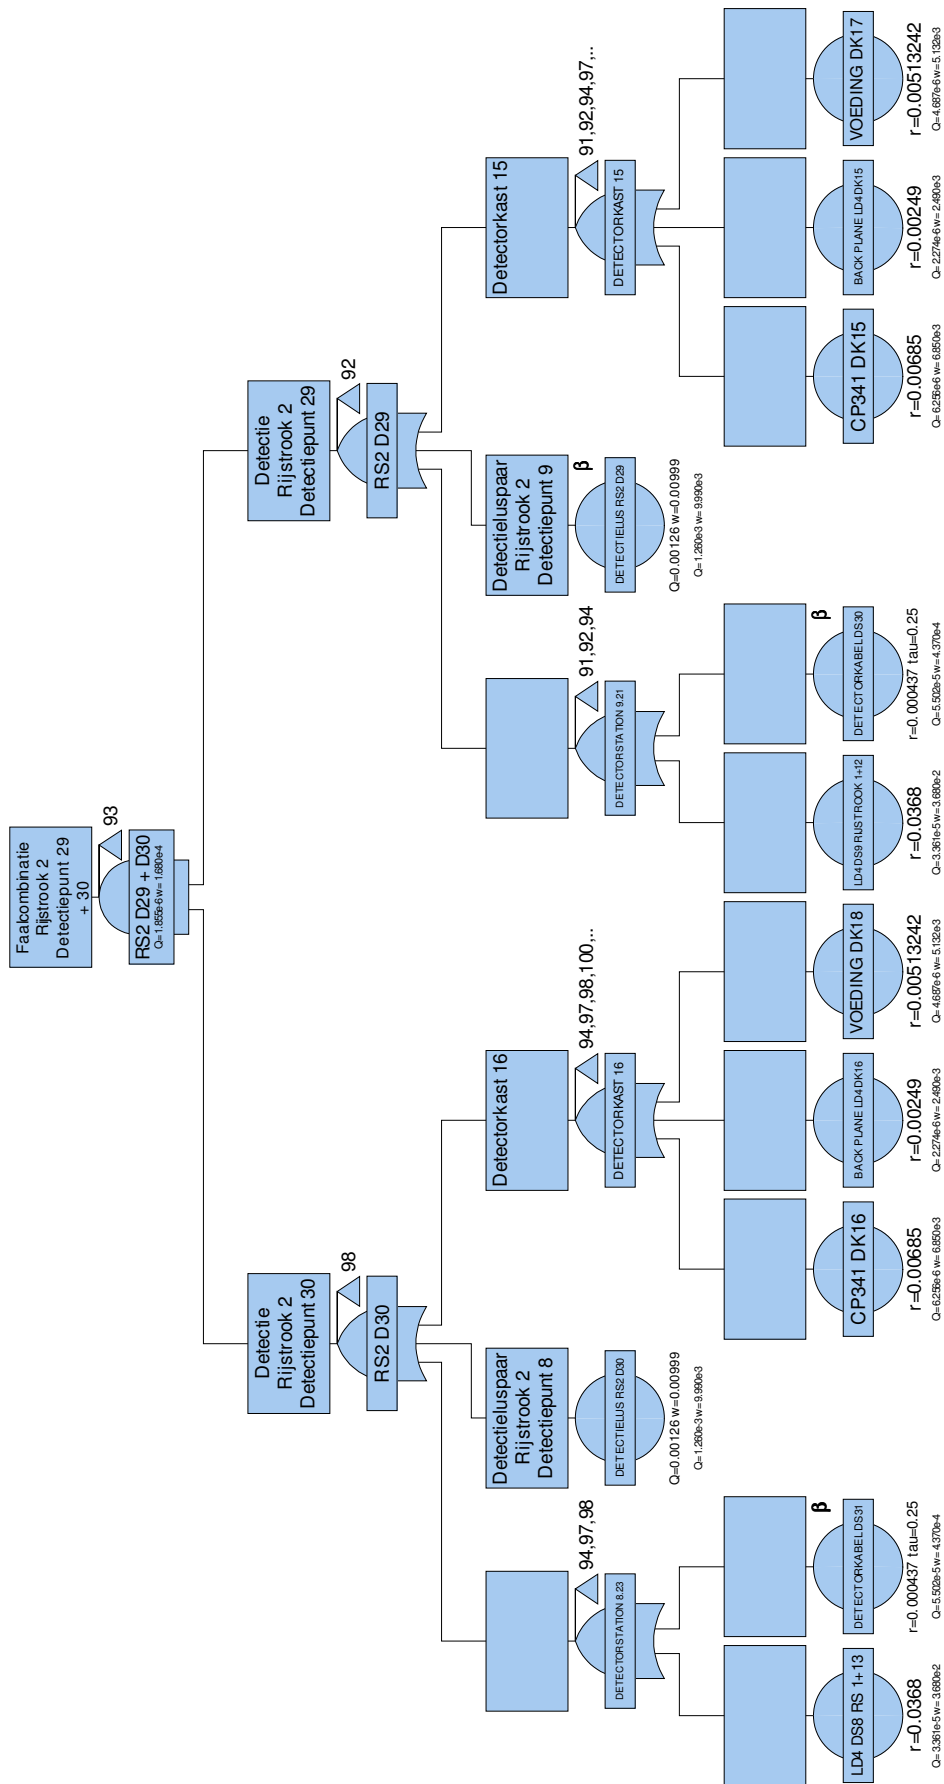 Faalcombinatie
Rijstrook 2
Detectiepunt 29
+ 30
93
RS2 D29 + D30
Q=1.855e-6 w=1.680e-4
Detectie
Rijstrook 2
Detectiepunt 30
98
RS2 D30
Detectie
Rijstrook 2
Detectiepunt 29
92
RS2 D29
94,97,98
DETECTORSTATION 8.23
Detectieluspaar
Rijstrook 2
Detectiepunt 8
DETECTIELUS RS2 D30
Q=0.00126 w=0.00999
Q=1.260e-3 w=9.990e-3
Detectorkast 16
94,97,98,100,..
DETECTORKAST 16
91,92,94
DETECTORSTATION 9.21
Detectieluspaar
Rijstrook 2
Detectiepunt 9
β
DETECTIELUS RS2 D29
Q=0.00126 w=0.00999
Q=1.260e-3 w=9.990e-3
Detectorkast 15
91,92,94,97,..
DETECTORKAST 15
LD4 DS8 RS 1+13
r=0.0368
Q=3.361e-5 w=3.680e-2
β
DETECTORKABEL DS31
r=0.000437 tau=0.25
Q=5.502e-5 w=4.370e-4
CP341 DK16
r=0.00685
Q=6.256e-6 w=6.850e-3
BACK PLANE LD4 DK16
r=0.00249
Q=2.274e-6 w=2.490e-3
VOEDING DK18
r=0.00513242
Q=4.687e-6 w=5.132e-3
LD4 DS9 RIJSTROOK 1+12
r=0.0368
Q=3.361e-5 w=3.680e-2
β
DETECTORKABEL DS30
r=0.000437 tau=0.25
Q=5.502e-5 w=4.370e-4
CP341 DK15
r=0.00685
Q=6.256e-6 w=6.850e-3
BACK PLANE LD4 DK15
r=0.00249
Q=2.274e-6 w=2.490e-3
VOEDING DK17
r=0.00513242
Q=4.687e-6 w=5.132e-3